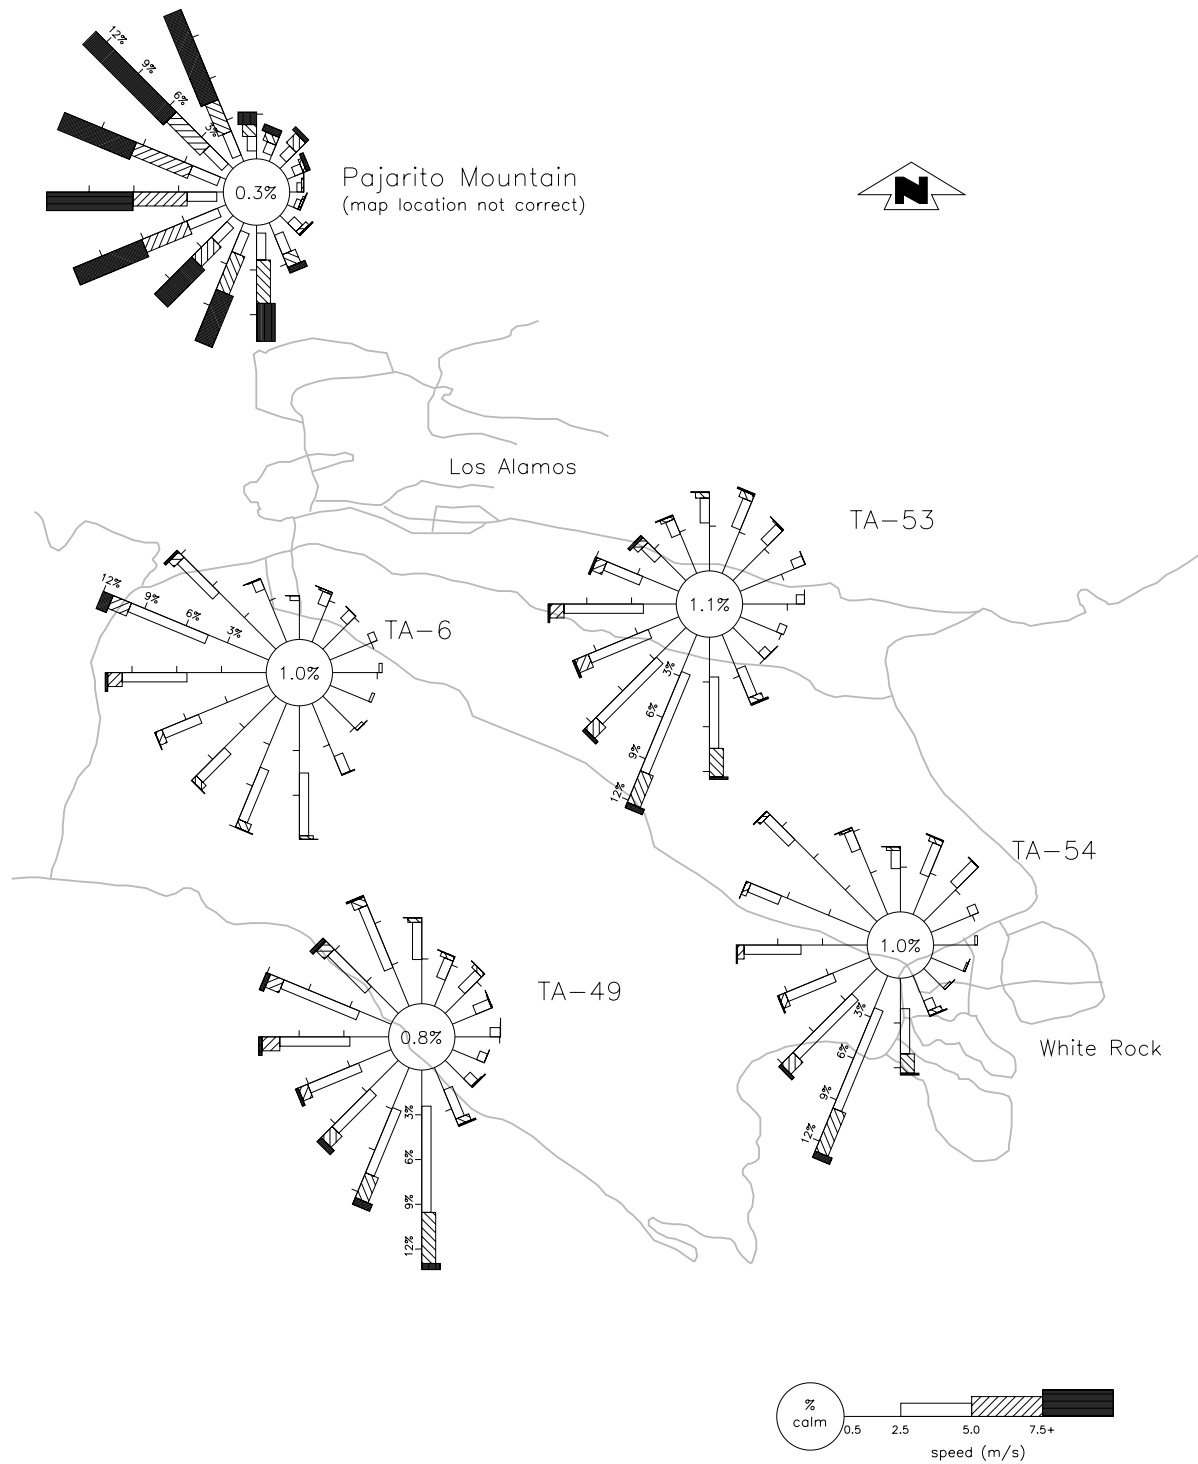 12%
9%
6%
3%
0.3%
Pajarito Mountain
(map location not correct)
N
Los Alamos
TA-53
1.1%
3%
6%
9%
12%
12%
9%
6%
3%
1.0%
TA-6
TA-54
1.0%
3%
6%
9%
12%
White Rock
TA-49
0.8%
3%
6%
9%
12%
%
calm
0.5 2.5 5.0 7.5+
speed (m/s)